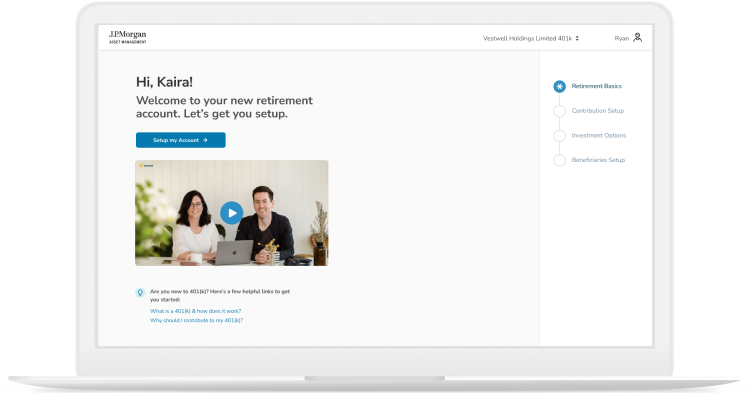 J.P.Morgan
ASSET MANAGEMENT
Vestwell Holdings Limited 401k
Ryan
Hi, Kaira!
Welcome to your new retirement
account. Let's get you setup.
Setup my Account →
Are you new to 401(k)? Here's a few helpful links to get
you started:
What is a 401(k) & how does it work?
Why should I contribute to my 401(k)?
Retirement Basics
Contribution Setup
Investment Options
Beneficiaries Setup